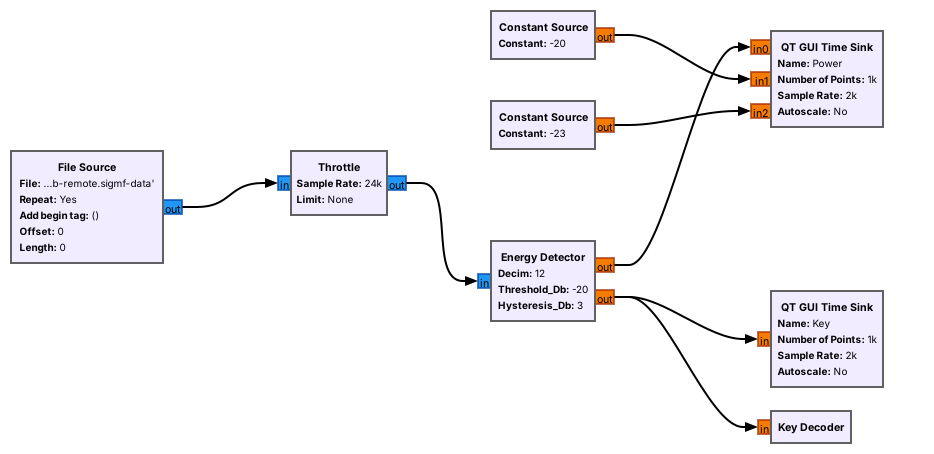 Constant Source
Constant: -20
out
Constant Source
Constant: -23
out
in0
in1
in2
QT GUI Time Sink
Name: Power
Number of Points: 1k
Sample Rate: 2k
Autoscale: No
File Source
File: ...b-remote.sigmf-data'
Repeat: Yes
Add begin tag: ()
Offset: 0
Length: 0
out
in
Throttle
Sample Rate: 24k
Limit: None
out
in
Energy Detector
Decim: 12
Threshold_Db: -20
Hysteresis_Db: 3
out
out
in
QT GUI Time Sink
Name: Key
Number of Points: 1k
Sample Rate: 2k
Autoscale: No
in
Key Decoder